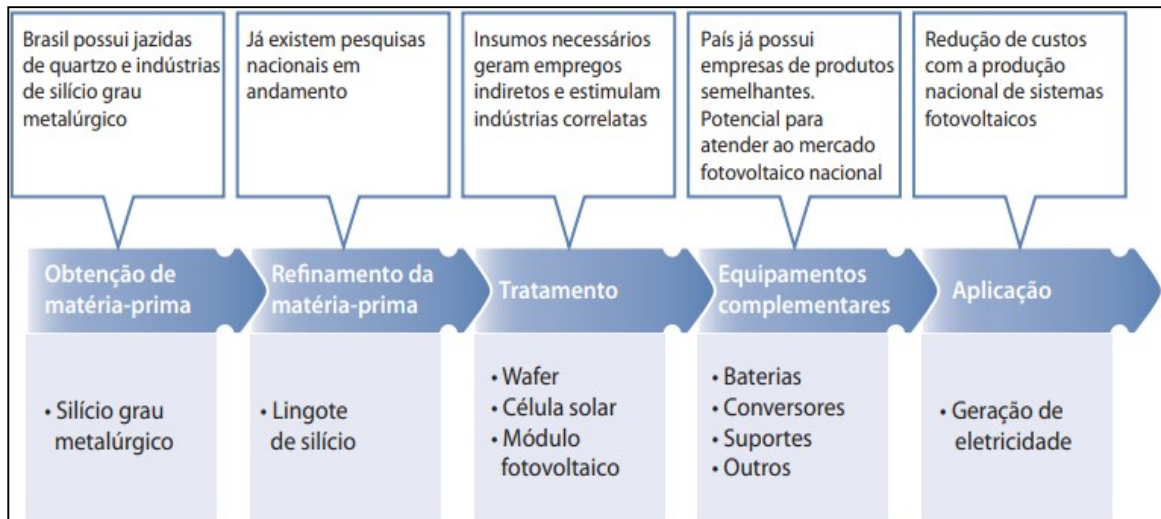 Brasil possui jazidas
de quartzo e indústrias
de silício grau
metalúrgico
Já existem pesquisas
nacionais em
andamento
Insumos necessários
geram empregos
indiretos e estimulam
indústrias correlatas
País já possui
empresas de produtos
semelhantes.
Potencial para
atender ao mercado
fotovoltaico nacional
Redução de custos
com a produção
nacional de sistemas
fotovoltaicos
Obtenção de
matéria-prima
Refinamento da
matéria-prima
Tratamento
Equipamentos
complementares
Aplicação
• Silício grau
metalúrgico
• Lingote
de silício
• Wafer
• Célula solar
• Módulo
fotovoltaico
• Baterias
• Conversores
• Suportes
• Outros
• Geração de
eletricidade